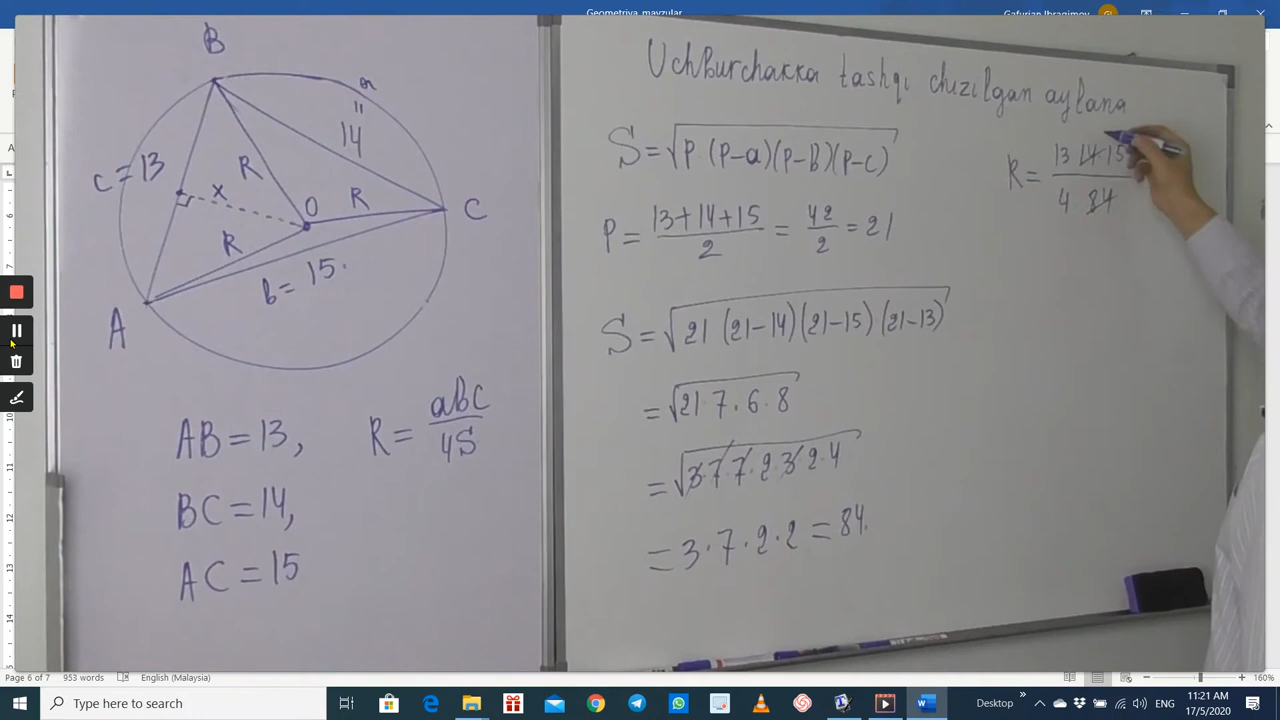 Geometriya_mavzular
Gafurjan Ibragimov
B
a
"
14
c = 13
R
x
O
R
C
R
b = 15.
A
AB = 13,
BC = 14,
AC = 15
R = abc / 4S
Uchburchakka tashqi chizilgan aylana
S = √p·(p-a)(p-b)(p-c)
P = 13+14+15 / 2 = 42 / 2 = 21
S = √21 (21-14)(21-15)(21-13)
= √21·7·6·8
= √3·7·7·2·3·2·4
= 3·7·2·2 = 84.
R = 13 14 15 / 4 84
Page 6 of 7
953 words
English (Malaysia)
160%
Type here to search
Desktop
ENG
11:21 AM
17/5/2020